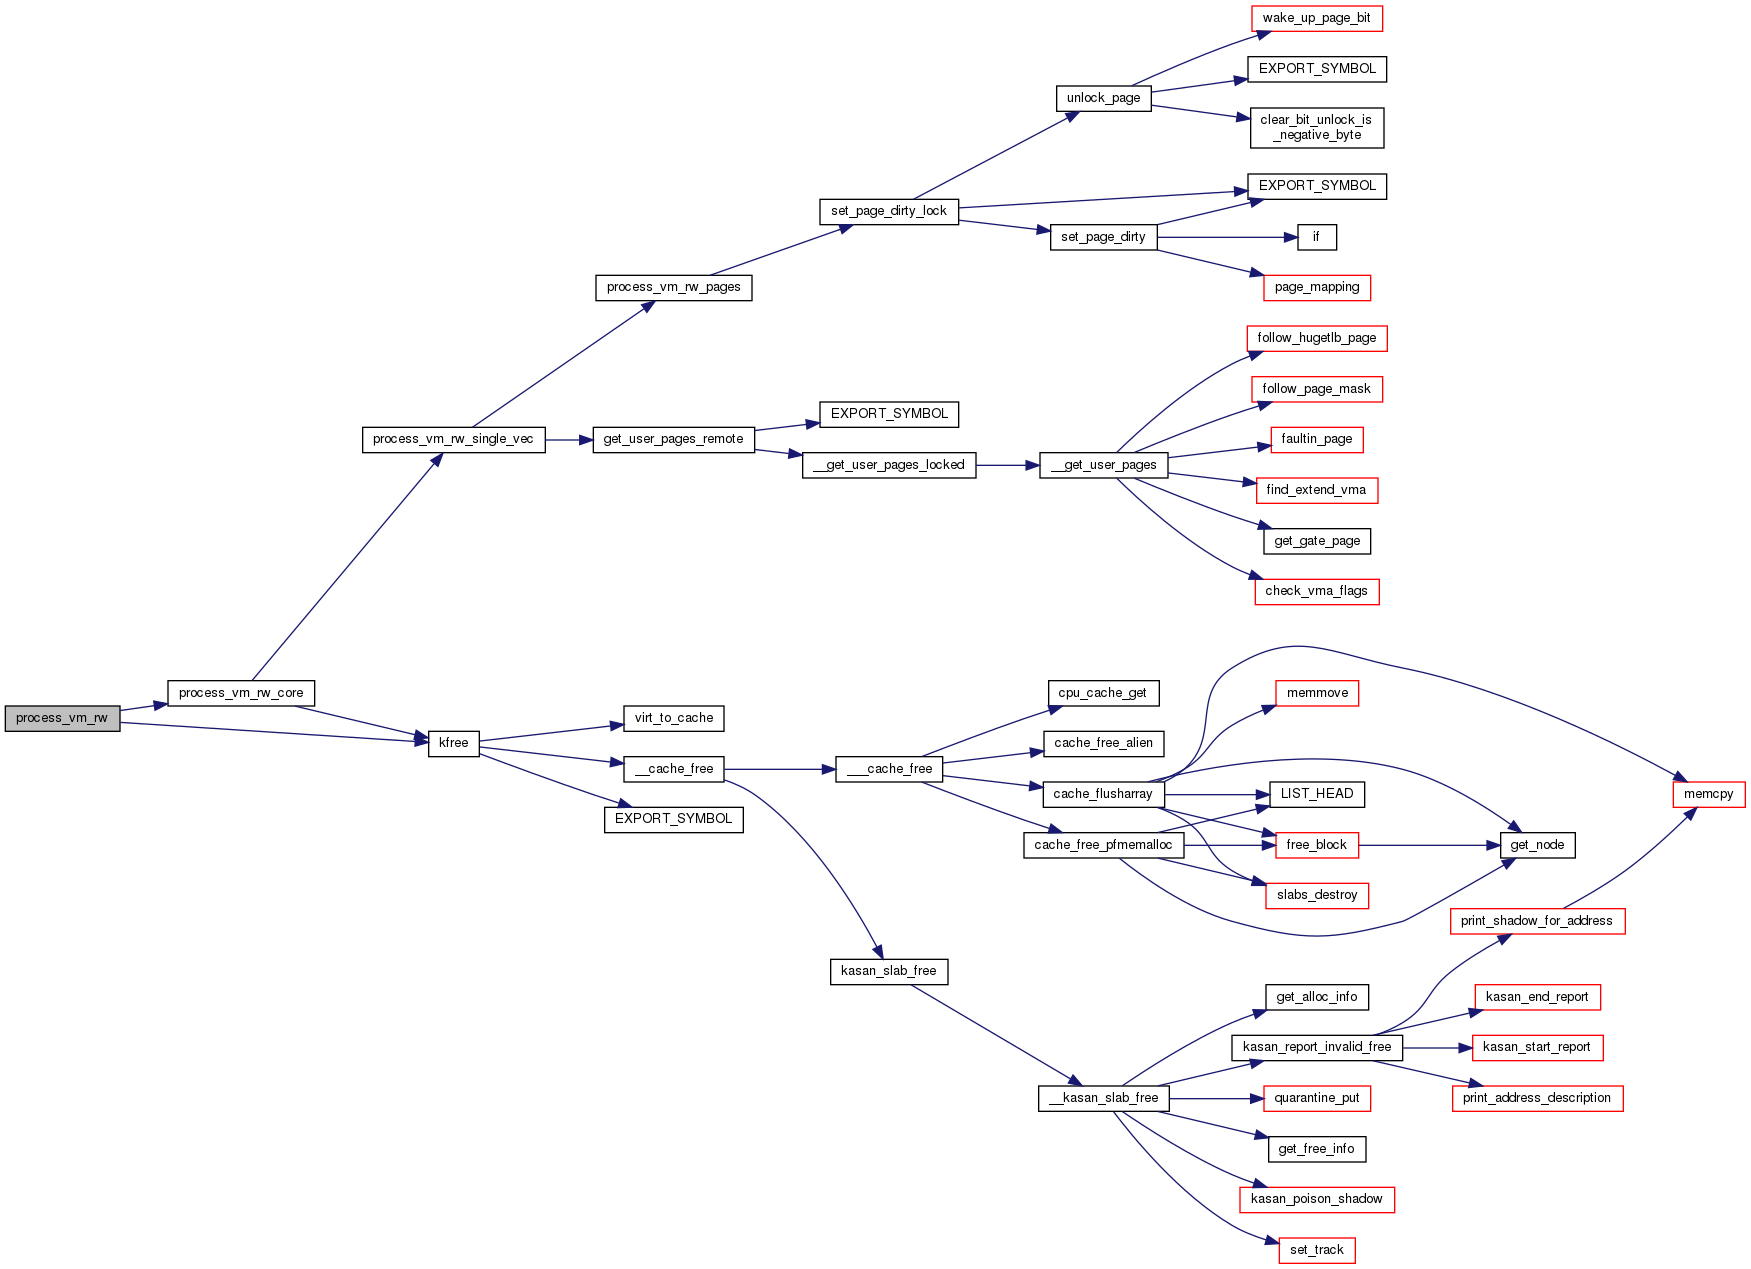 wake_up_page_bit
EXPORT_SYMBOL
unlock_page
clear_bit_unlock_is
_negative_byte
EXPORT_SYMBOL
set_page_dirty_lock
set_page_dirty
if
process_vm_rw_pages
page_mapping
follow_hugetlb_page
follow_page_mask
EXPORT_SYMBOL
process_vm_rw_single_vec
get_user_pages_remote
faultin_page
__get_user_pages_locked
__get_user_pages
find_extend_vma
get_gate_page
check_vma_flags
process_vm_rw_core
cpu_cache_get
memmove
process_vm_rw
virt_to_cache
kfree
cache_free_alien
__cache_free
___cache_free
cache_flusharray
LIST_HEAD
memcpy
EXPORT_SYMBOL
cache_free_pfmemalloc
free_block
get_node
slabs_destroy
print_shadow_for_address
kasan_slab_free
get_alloc_info
kasan_end_report
kasan_report_invalid_free
kasan_start_report
__kasan_slab_free
quarantine_put
print_address_description
get_free_info
kasan_poison_shadow
set_track